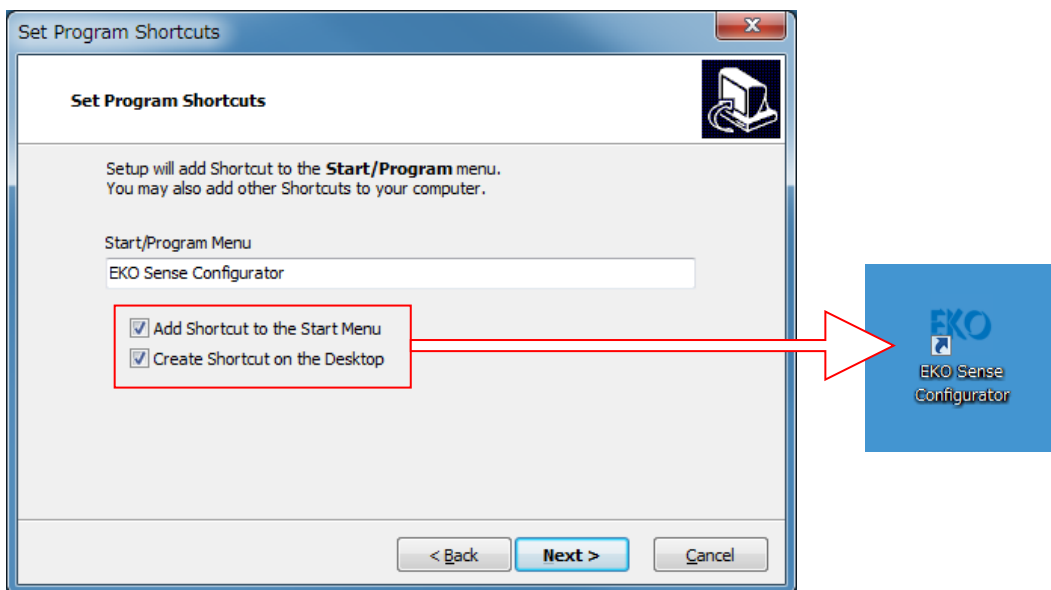 Set Program Shortcuts
Set Program Shortcuts
Setup will add Shortcut to the Start/Program menu.
You may also add other Shortcuts to your computer.
Start/Program Menu
EKO Sense Configurator
Add Shortcut to the Start Menu
Create Shortcut on the Desktop
< Back
Next >
Cancel
EKO
EKO Sense
Configurator